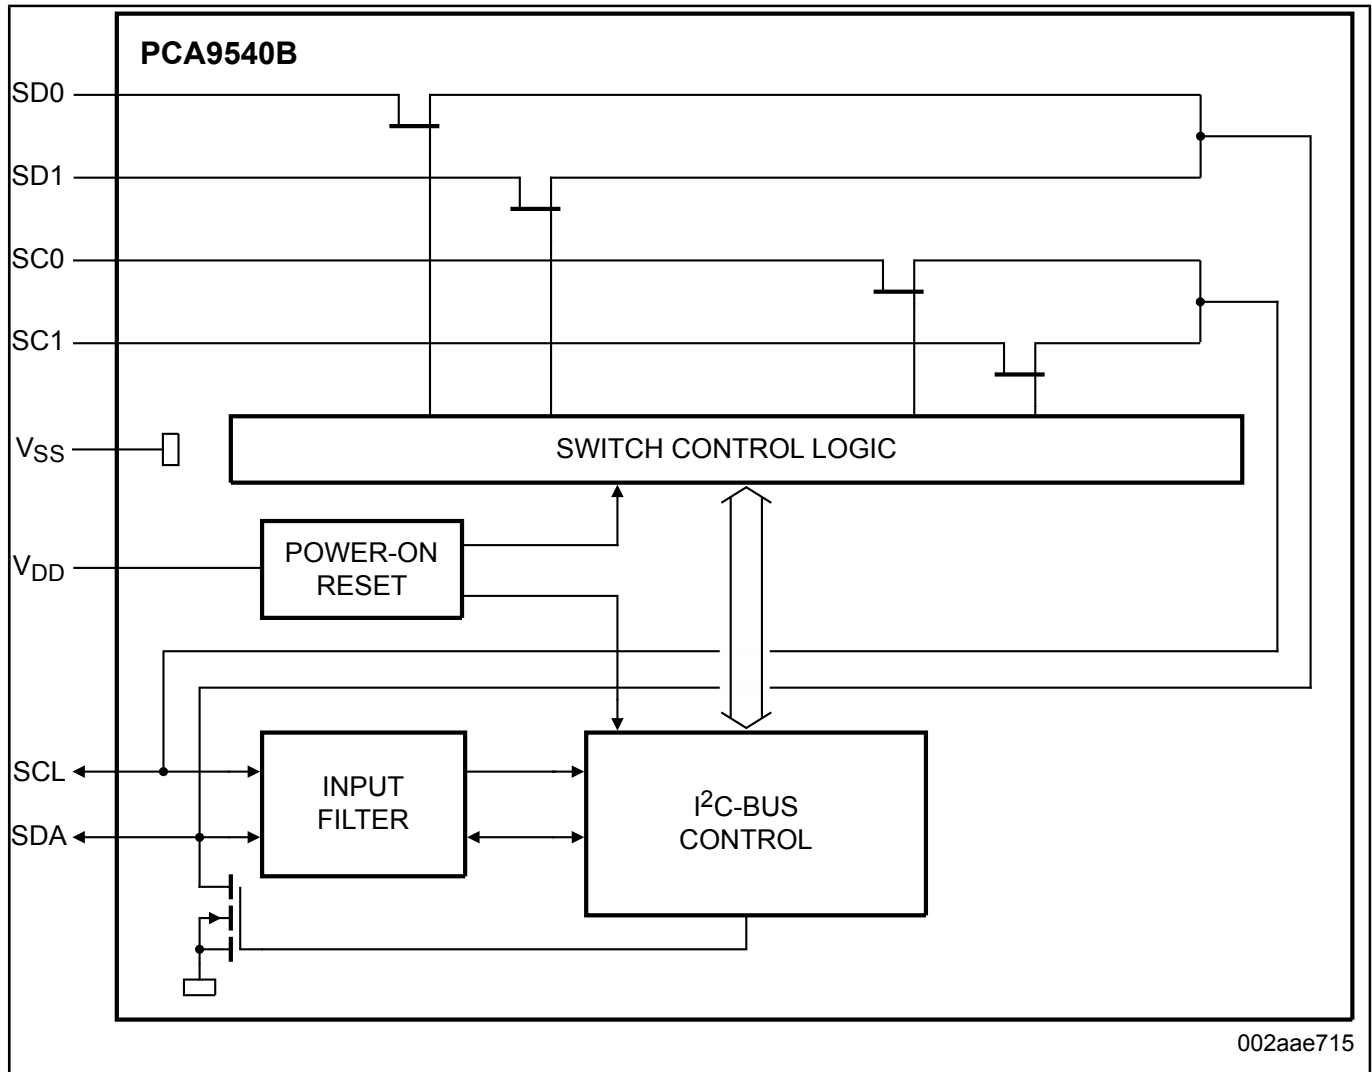 PCA9540B
SD0
SD1
SC0
SC1
VSS
SWITCH CONTROL LOGIC
VDD
POWER-ON
RESET
SCL
SDA
INPUT
FILTER
I²C-BUS
CONTROL
002aae715